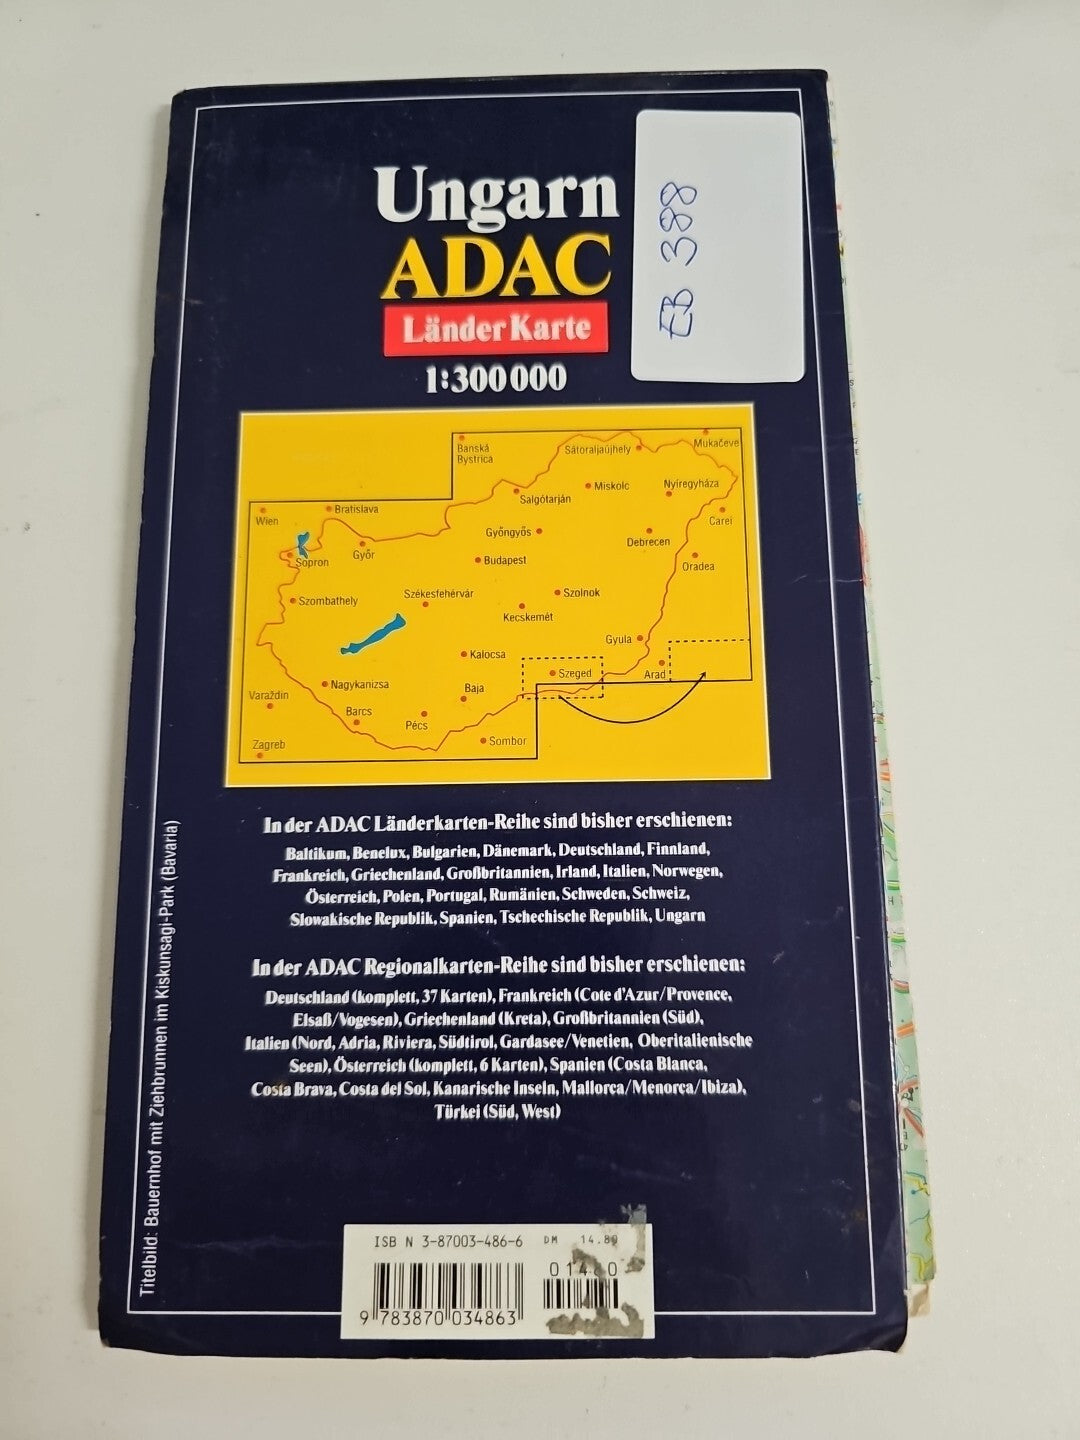 Ungarn
ADAC
Länder Karte
1:300 000
EB 388
Banská
Bystrica
Sátoraljaújhely
Mukačeve
Salgótarján
Miskolc
Nyíregyháza
Wien
Bratislava
Carei
Győr
Gyöngyös
Debrecen
Sopron
Budapest
Oradea
Szombathely
Székesfehérvár
Szolnok
Kecskemét
Gyula
Kalocsa
Szeged
Arad
Nagykanizsa
Baja
Varaždin
Barcs
Pécs
Zagreb
Sombor
In der ADAC Länderkarten-Reihe sind bisher erschienen:
Baltikum, Benelux, Bulgarien, Dänemark, Deutschland, Finnland,
Frankreich, Griechenland, Großbritannien, Irland, Italien, Norwegen,
Österreich, Polen, Portugal, Rumänien, Schweden, Schweiz,
Slowakische Republik, Spanien, Tschechische Republik, Ungarn
In der ADAC Regionalkarten-Reihe sind bisher erschienen:
Deutschland (komplett, 37 Karten), Frankreich (Cote d'Azur/Provence,
Elsaß/Vogesen), Griechenland (Kreta), Großbritannien (Süd),
Italien (Nord, Adria, Riviera, Südtirol, Gardasee/Venetien, Oberitalienische
Seen), Österreich (komplett, 6 Karten), Spanien (Costa Blanca,
Costa Brava, Costa del Sol, Kanarische Inseln, Mallorca/Menorca/Ibiza),
Türkei (Süd, West)
Titelbild: Bauernhof mit Ziehbrunnen im Kiskunsagi-Park (Bavaria)
ISBN 3-87003-486-6 DM 14.80
01480
9 783870 034863